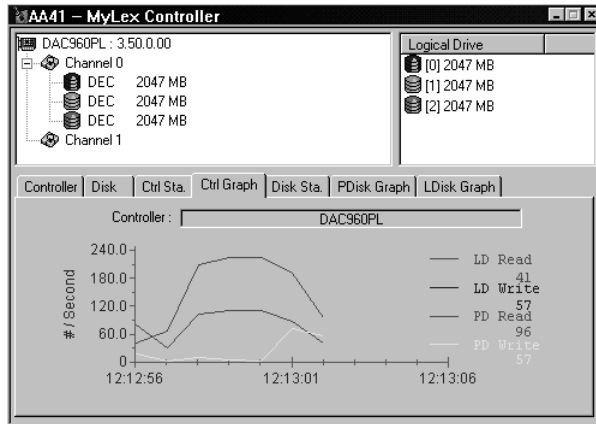 AA41 – MyLex Controller
DAC960PL : 3.50.0.00
Channel 0
DEC 2047 MB
DEC 2047 MB
DEC 2047 MB
Channel 1
Logical Drive
[0] 2047 MB
[1] 2047 MB
[2] 2047 MB
Controller Disk Ctrl Sta. Ctrl Graph Disk Sta. PDisk Graph LDisk Graph
Controller : DAC960PL
# / Second
240.0
180.0
120.0
60.0
0
12:12:56 12:13:01 12:13:06
LD Read
41
LD Write
57
PD Read
96
PD Write
57